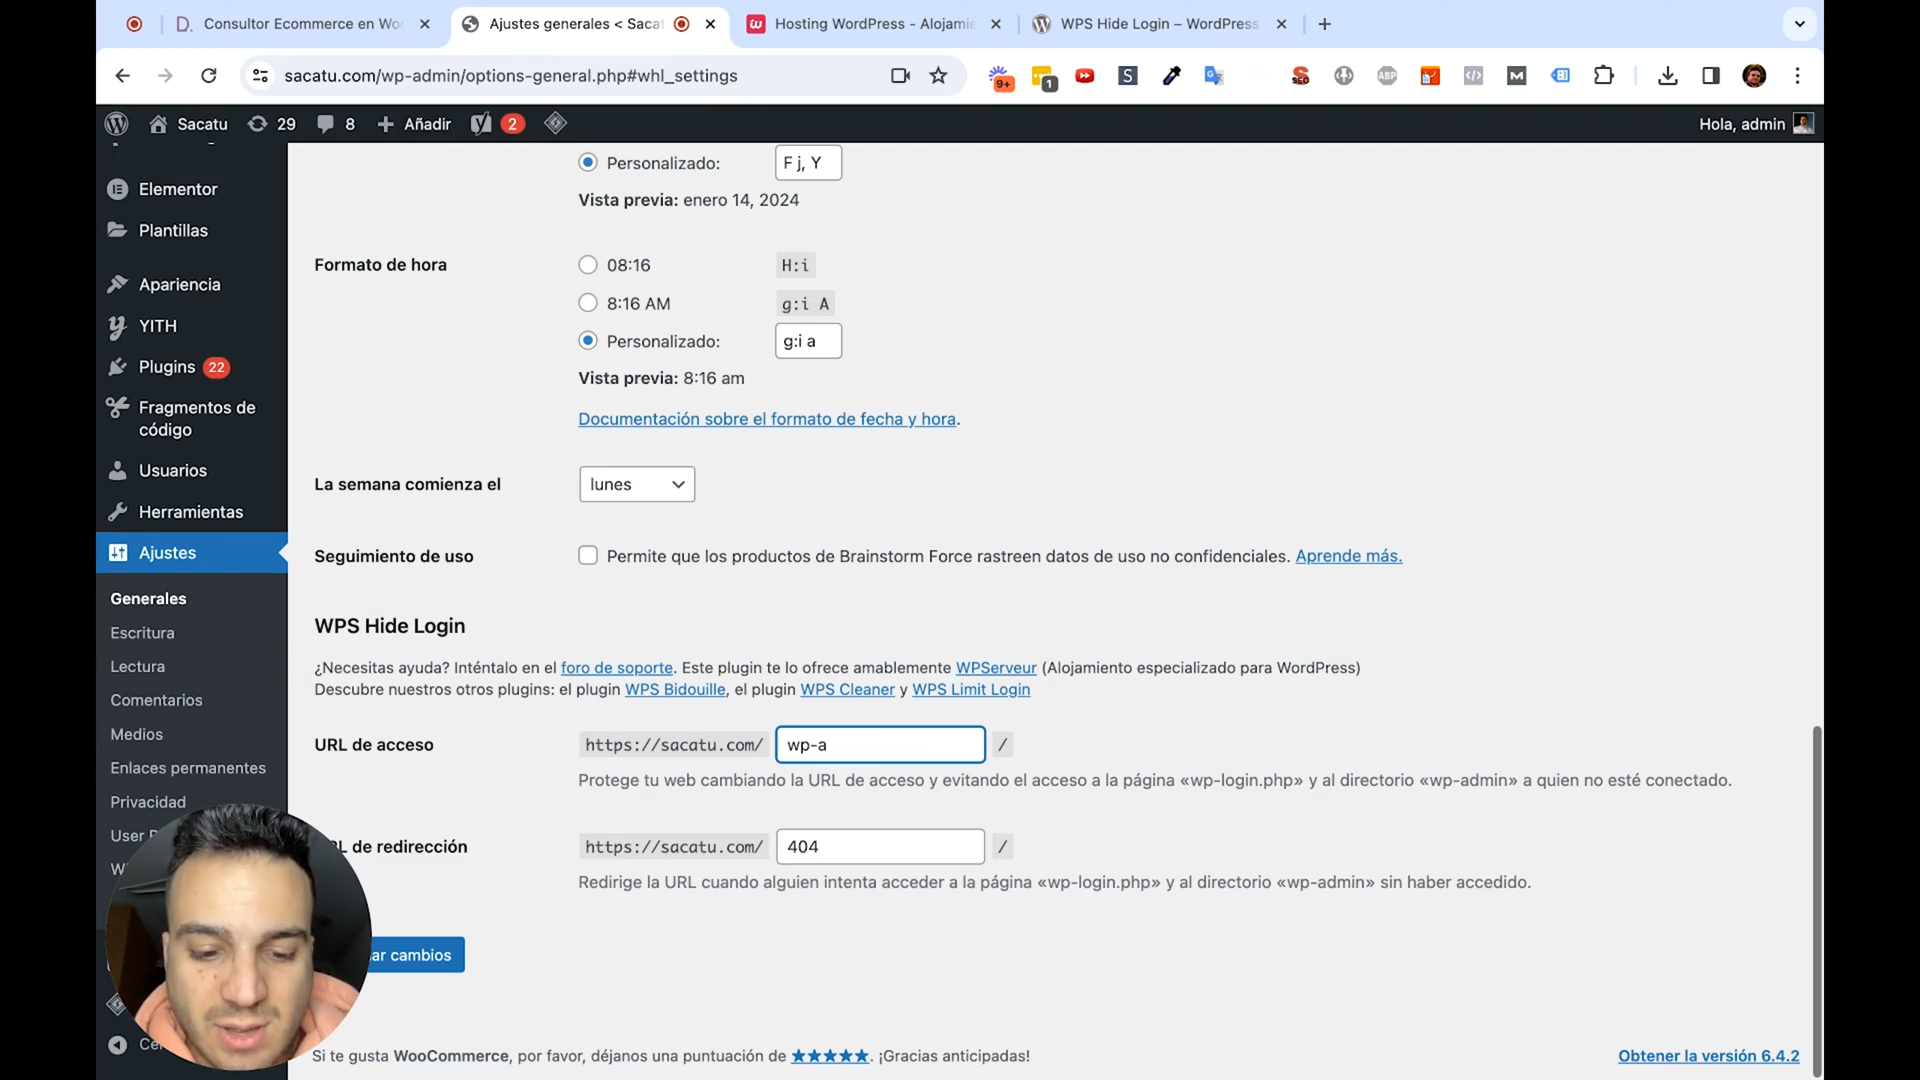 Consultor Ecommerce en Wo
Ajustes generales < Sacat
Hosting WordPress - Alojamie
WPS Hide Login – WordPress
sacatu.com/wp-admin/options-general.php#whl_settings
9+
1
S
SEO
ABP
M
Sacatu
29
8
Añadir
2
Hola, admin
Elementor
Plantillas
Apariencia
YITH
Plugins 22
Fragmentos de
código
Usuarios
Herramientas
Ajustes
Generales
Escritura
Lectura
Comentarios
Medios
Enlaces permanentes
Privacidad
User
Personalizado: F j, Y
Vista previa: enero 14, 2024
Formato de hora
08:16 H:i
8:16 AM g:i A
Personalizado: g:i a
Vista previa: 8:16 am
Documentación sobre el formato de fecha y hora.
La semana comienza el lunes
Seguimiento de uso Permite que los productos de Brainstorm Force rastreen datos de uso no confidenciales. Aprende más.
WPS Hide Login
¿Necesitas ayuda? Inténtalo en el foro de soporte. Este plugin te lo ofrece amablemente WPServeur (Alojamiento especializado para WordPress)
Descubre nuestros otros plugins: el plugin WPS Bidouille, el plugin WPS Cleaner y WPS Limit Login
URL de acceso https://sacatu.com/ wp-a /
Protege tu web cambiando la URL de acceso y evitando el acceso a la página «wp-login.php» y al directorio «wp-admin» a quien no esté conectado.
de redirección https://sacatu.com/ 404 /
Redirige la URL cuando alguien intenta acceder a la página «wp-login.php» y al directorio «wp-admin» sin haber accedido.
cambios
Si te gusta WooCommerce, por favor, déjanos una puntuación de ★★★★★. ¡Gracias anticipadas!
Obtener la versión 6.4.2